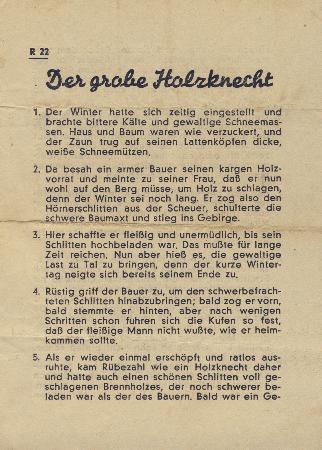 R 22
Der grobe Holzknecht
1. Der Winter hatte sich zeitig eingestellt und
brachte bittere Kälte und gewaltige Schneemas-
sen. Haus und Baum waren wie verzuckert, und
der Zaun trug auf seinen Lattenköpfen dicke,
weiße Schneemützen.
2. Da besah ein armer Bauer seinen kargen Holz-
vorrat und meinte zu seiner Frau, daß er nun
wohl auf den Berg müsse, um Holz zu schlagen,
denn der Winter sei noch lang. Er zog also den
Hörnerschlitten aus der Scheuer, schulterte die
schwere Baumaxt und stieg ins Gebirge.
3. Hier schaffte er fleißig und unermüdlich, bis sein
Schlitten hochbeladen war. Das mußte für lange
Zeit reichen. Nun aber hieß es, die gewaltige
Last zu Tal zu bringen, denn der kurze Winter-
tag neigte sich bereits seinem Ende zu.
4. Rüstig griff der Bauer zu, um den schwerbefrach-
teten Schlitten hinabzubringen; bald zog er vorn,
bald stemmte er hinten, aber nach wenigen
Schritten schon fuhren sich die Kufen so fest,
daß der fleißige Mann nicht wußte, wie er heim-
kommen sollte.
5. Als er wieder einmal erschöpft und ratlos aus-
ruhte, kam Rübezahl wie ein Holzknecht daher
und hatte auch einen schönen Schlitten voll ge-
schlagenen Brennholzes, der noch schwerer be-
laden war als der des Bauern. Bald war ein Ge-